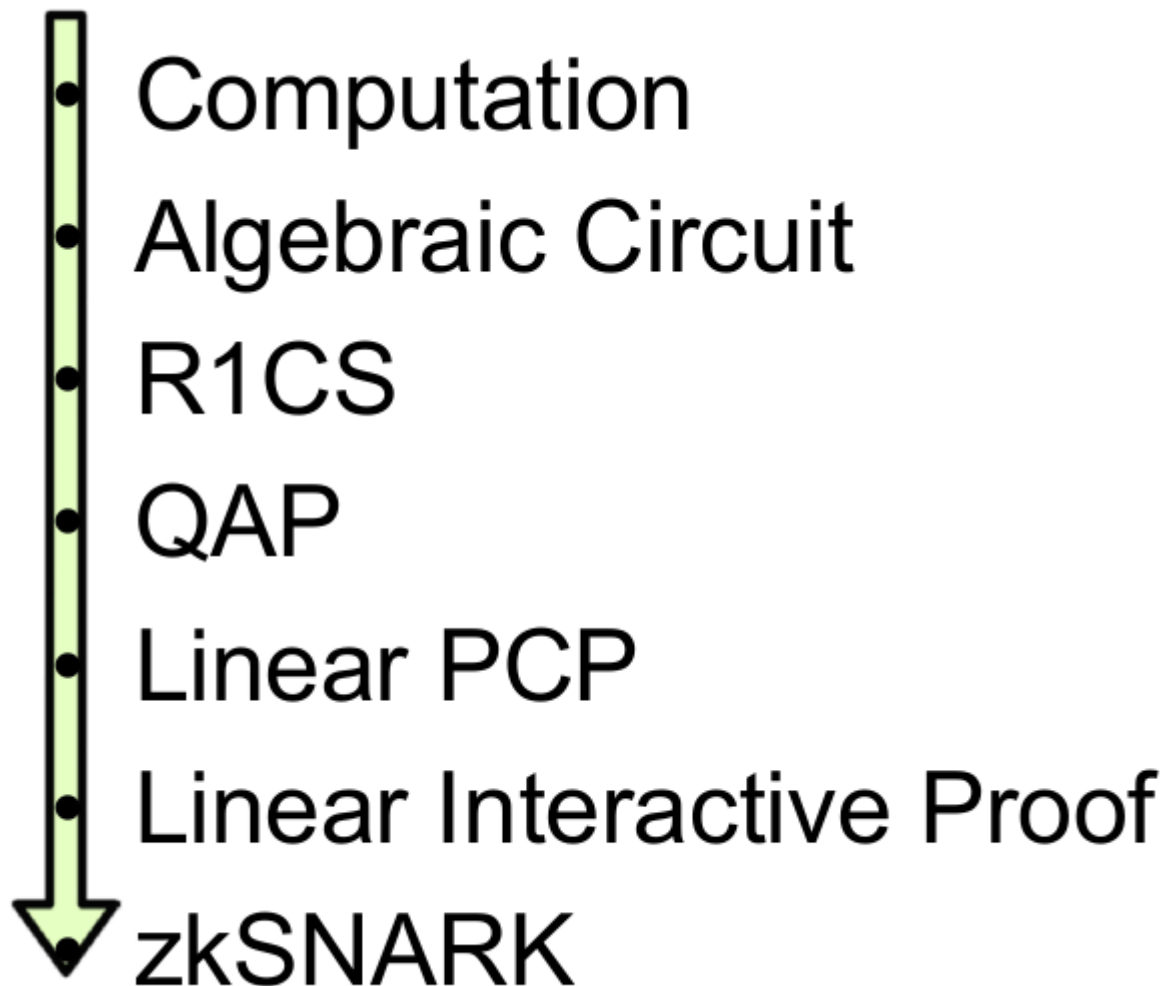 Computation
Algebraic Circuit
R1CS
QAP
Linear PCP
Linear Interactive Proof
zkSNARK